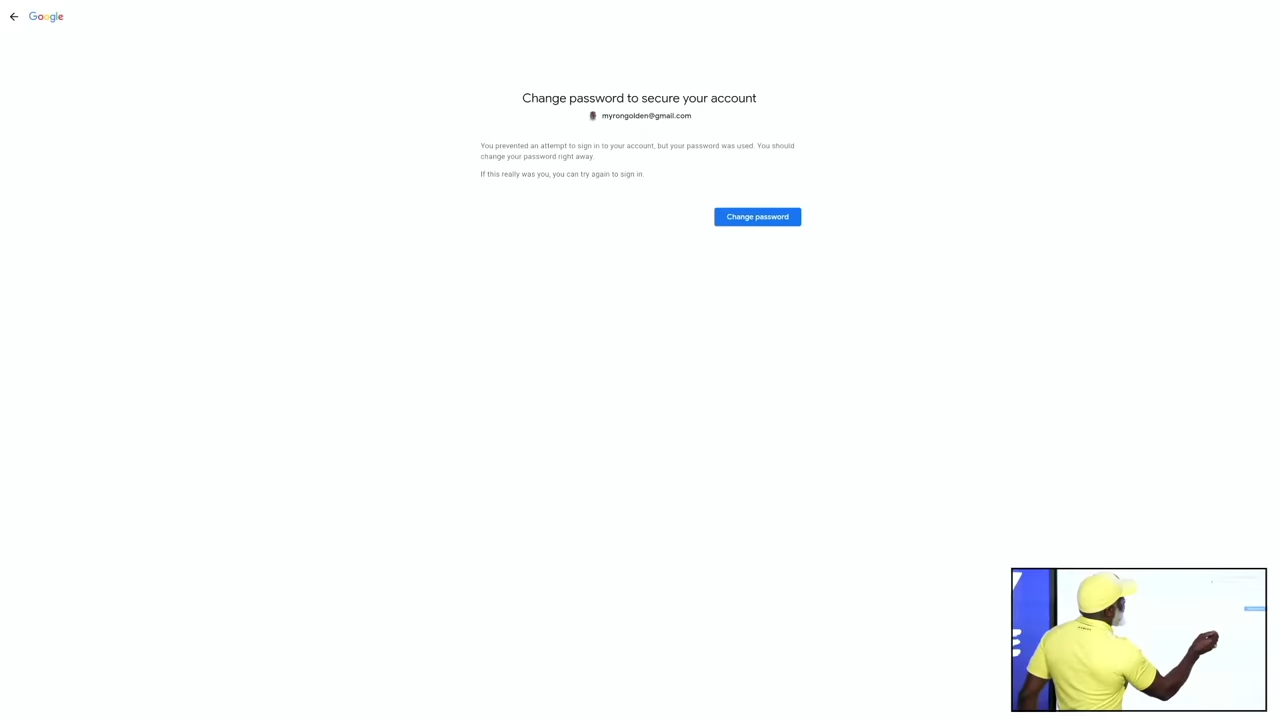 Google
Change password to secure your account
myrongolden@gmail.com
You prevented an attempt to sign in to your account, but your password was used. You should
change your password right away.
If this really was you, you can try again to sign in.
Change password